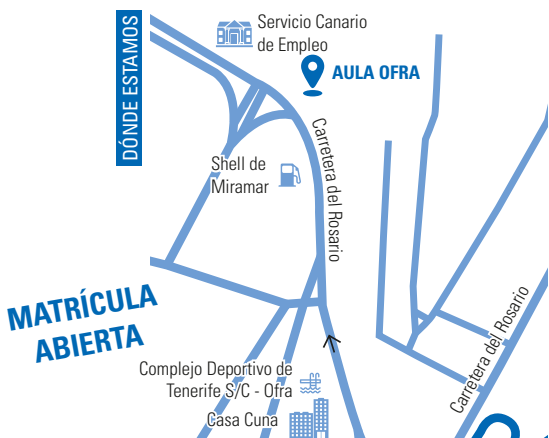 DÓNDE ESTAMOS
Servicio Canario
de Empleo
AULA OFRA
Carretera del Rosario
Shell de
Miramar
MATRÍCULA
ABIERTA
Carretera del Rosario
Complejo Deportivo de
Tenerife S/C - Ofra
Casa Cuna